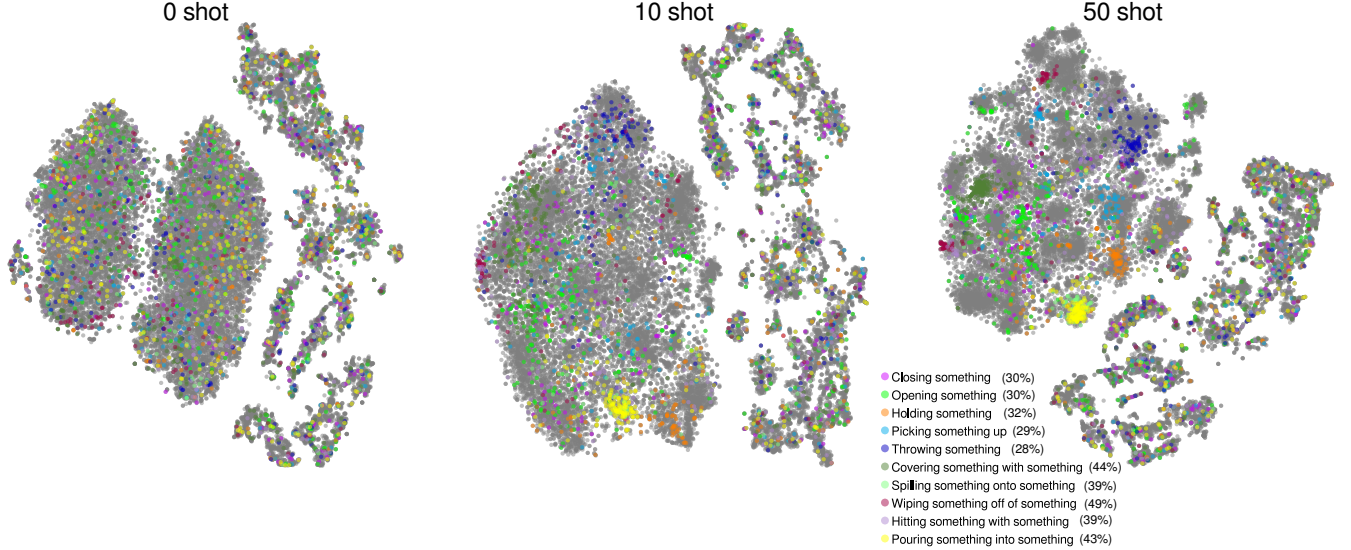 0 shot
10 shot
50 shot
Closing something (30%)
Opening something (30%)
Holding something (32%)
Picking something up (29%)
Throwing something (28%)
Covering something with something (44%)
Spilling something onto something (39%)
Wiping something off of something (49%)
Hitting something with something (39%)
Pouring something into something (43%)